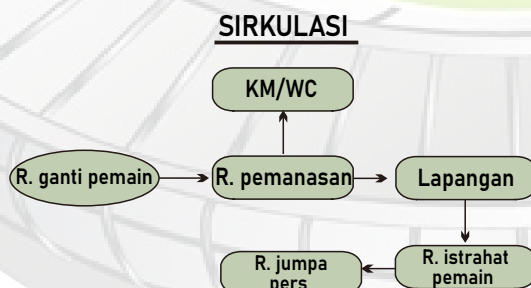 SIRKULASI
KM/WC
R. ganti pemain
R. pemanasan
Lapangan
R. istrahat
pemain
R. jumpa
pers